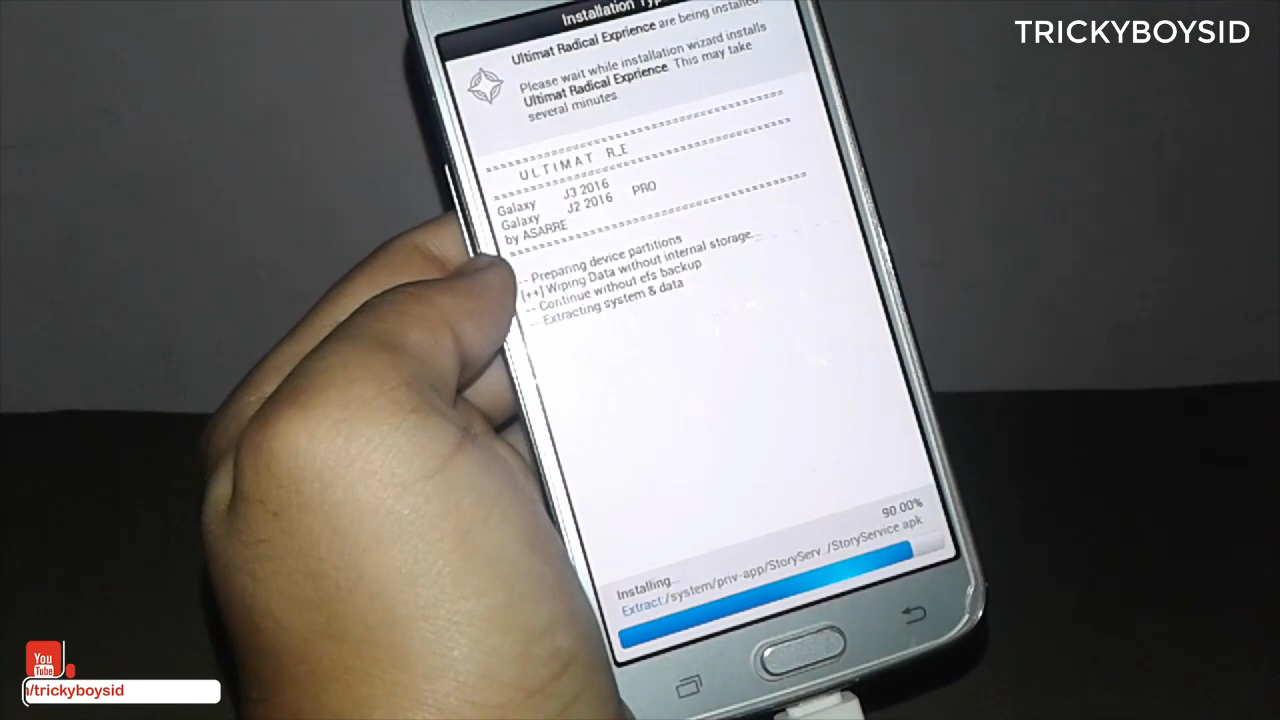 TRICKYBOYSID
Installation Typ
Ultimat Radical Exprience are being installed.
Please wait while installation wizard installs
Ultimat Radical Exprience. This may take
several minutes.
ULTIMAT R_E
Galaxy J3 2016
Galaxy J2 2016 PRO
by ASARRE
-- Preparing device partitions
[++] Wiping Data without internal storage...
-- Continue without efs backup
-- Extracting system & data
90.00%
Installing...
Extract:/system/priv-app/StoryServ../StoryService.apk
You
Tube
/trickyboysid